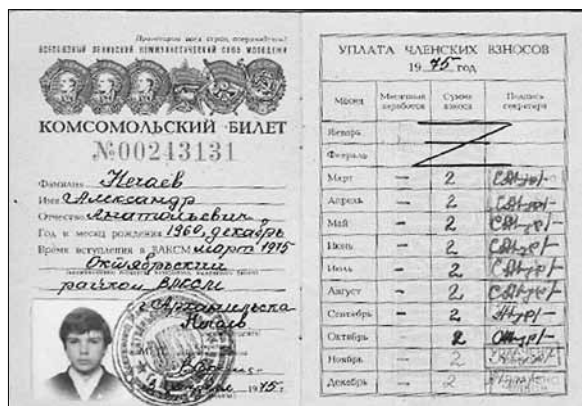 Пролетарии всех стран, соединяйтесь!
ВСЕСОЮЗНЫЙ ЛЕНИНСКИЙ КОММУНИСТИЧЕСКИЙ СОЮЗ МОЛОДЕЖИ
КОМСОМОЛЬСКИЙ БИЛЕТ
№00243131
Фамилия Нечаев
Имя Александр
Отчество Анатольевич
Год и месяц рождения 1960, декабрь
Время вступления в ВЛКСМ март 1975
Октябрьский
райком ВЛКСМ
г. Архангельска
Нечаев
1975 г.
УПЛАТА ЧЛЕНСКИХ ВЗНОСОВ
19 75 год
Месяц Месячный заработок Сумма взноса Подпись секретаря
Январь
Февраль
Март — 2
Апрель — 2
Май — 2
Июнь — 2
Июль — 2
Август — 2
Сентябрь — 2
Октябрь 2
Ноябрь — 2
Декабрь — 2